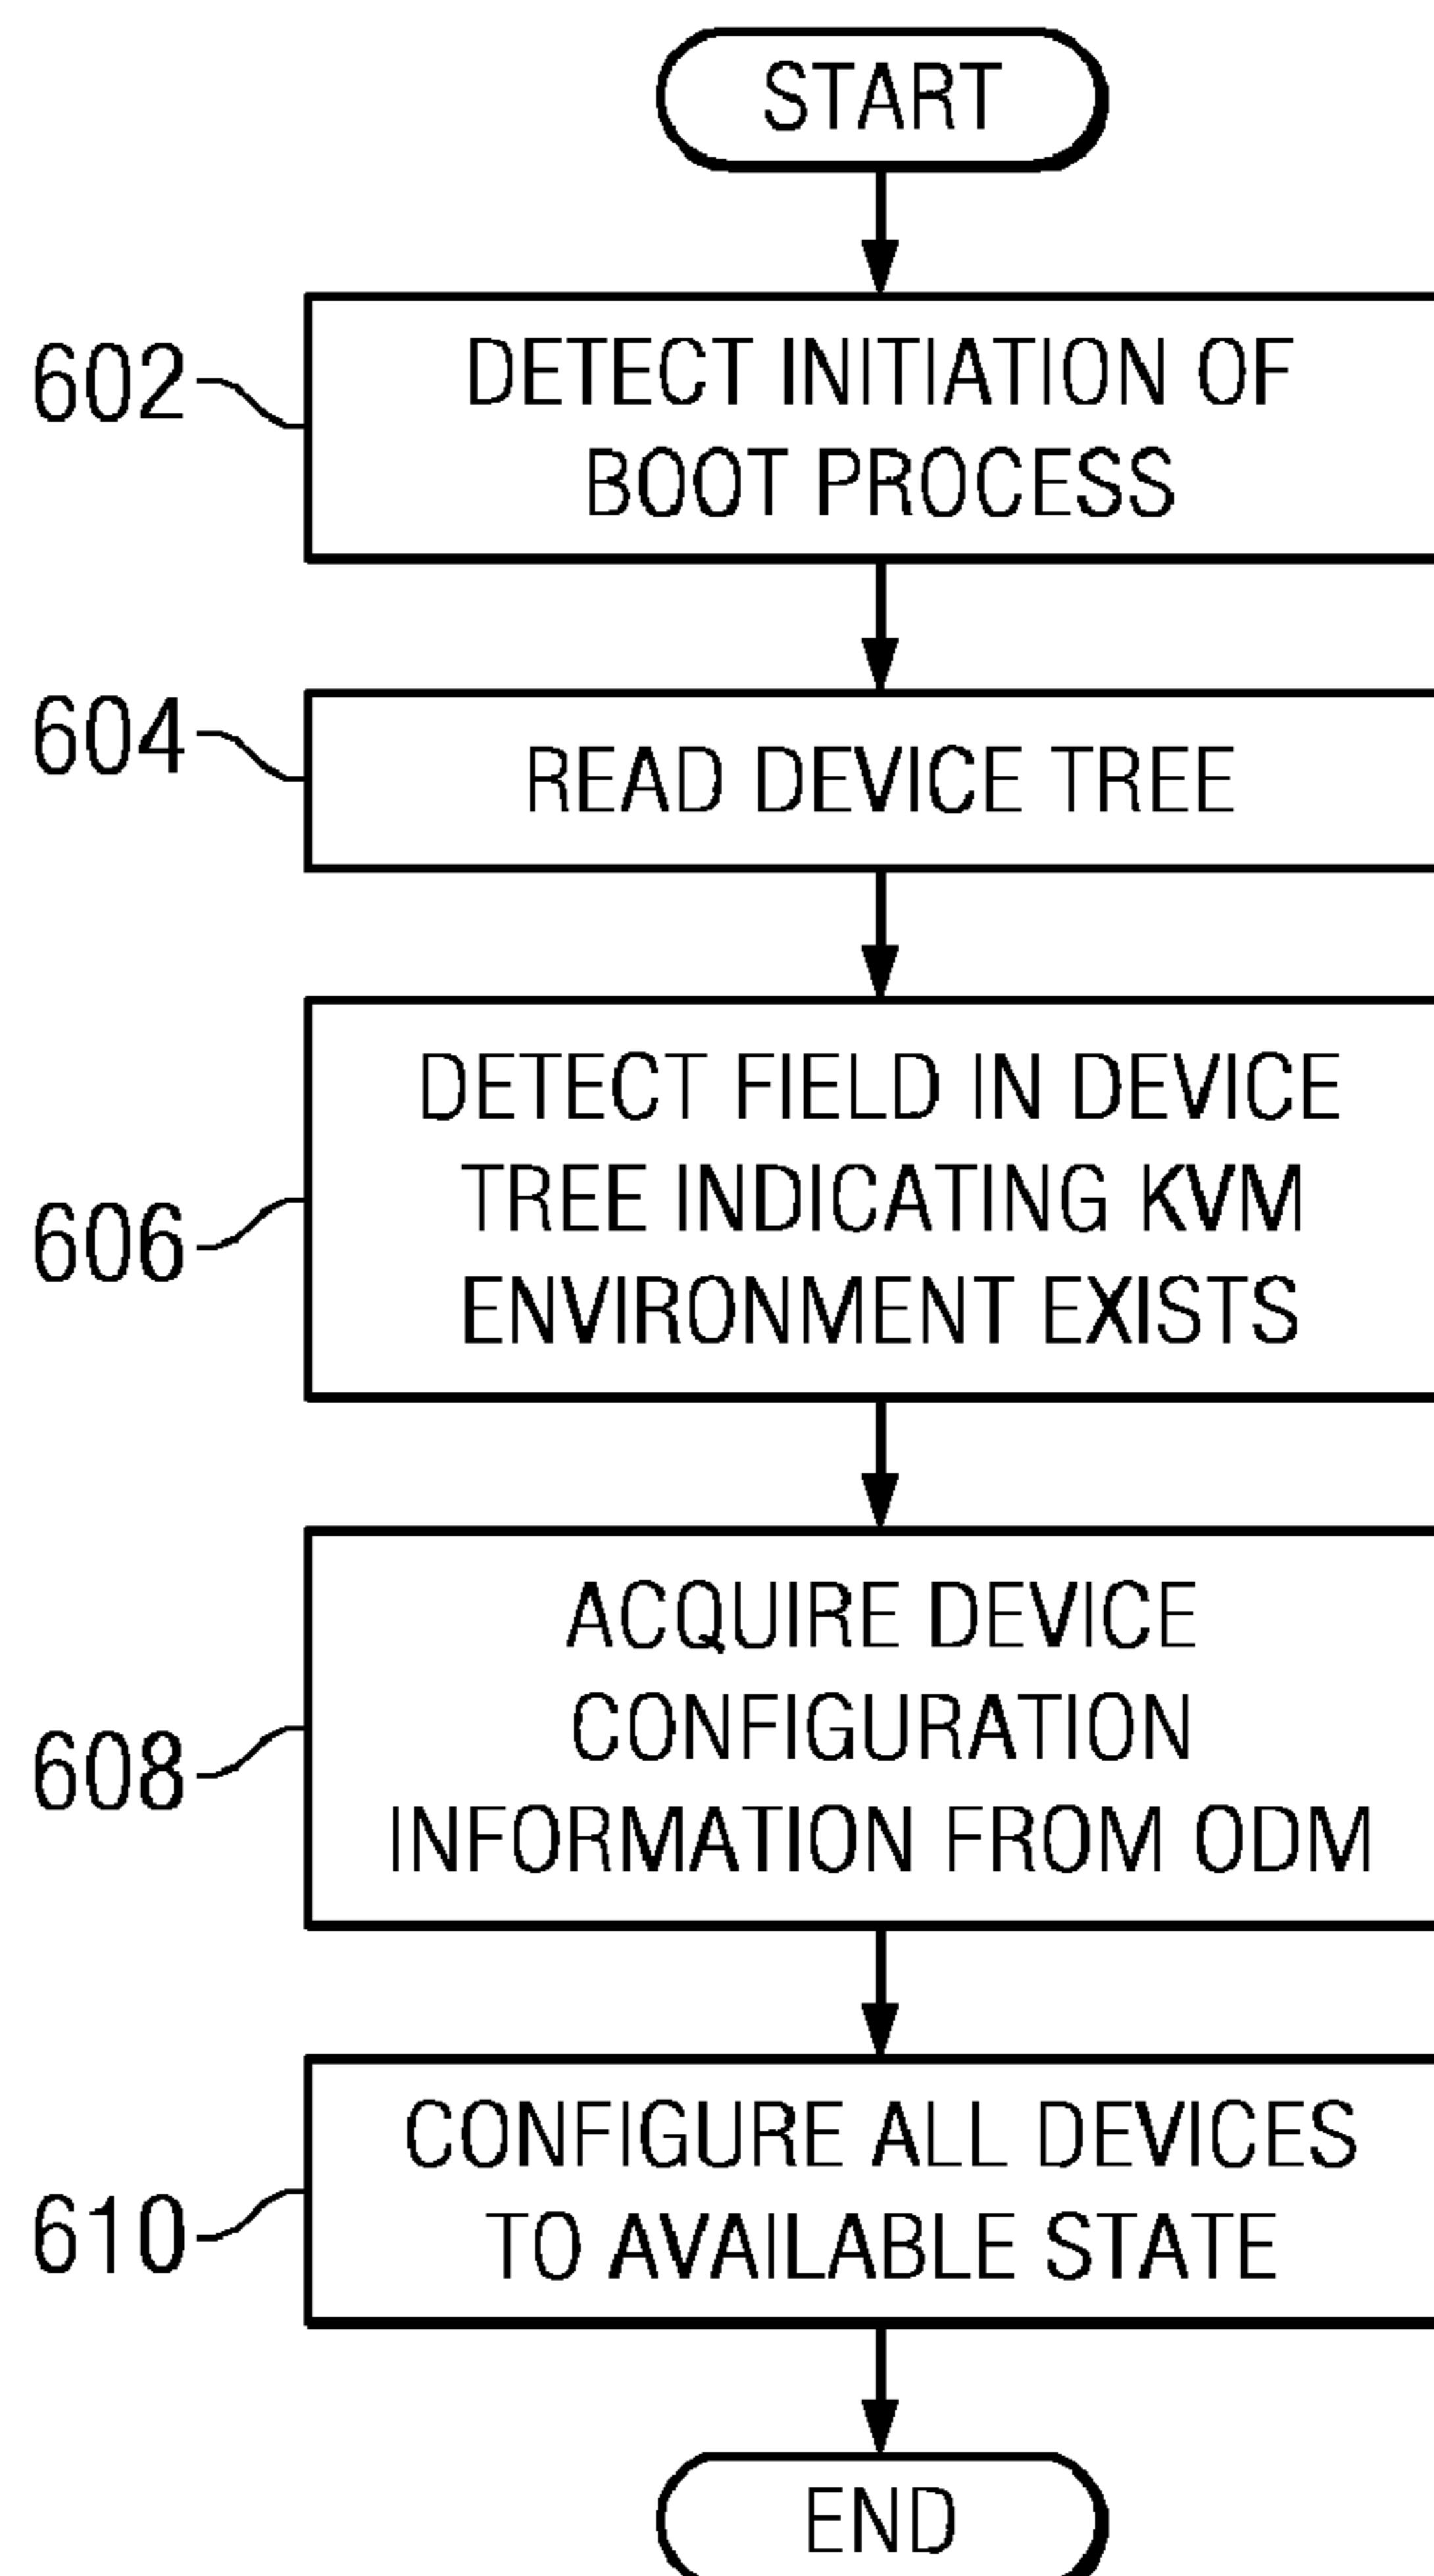 START
602
DETECT INITIATION OF
BOOT PROCESS
604
READ DEVICE TREE
606
DETECT FIELD IN DEVICE
TREE INDICATING KVM
ENVIRONMENT EXISTS
608
ACQUIRE DEVICE
CONFIGURATION
INFORMATION FROM ODM
610
CONFIGURE ALL DEVICES
TO AVAILABLE STATE
END